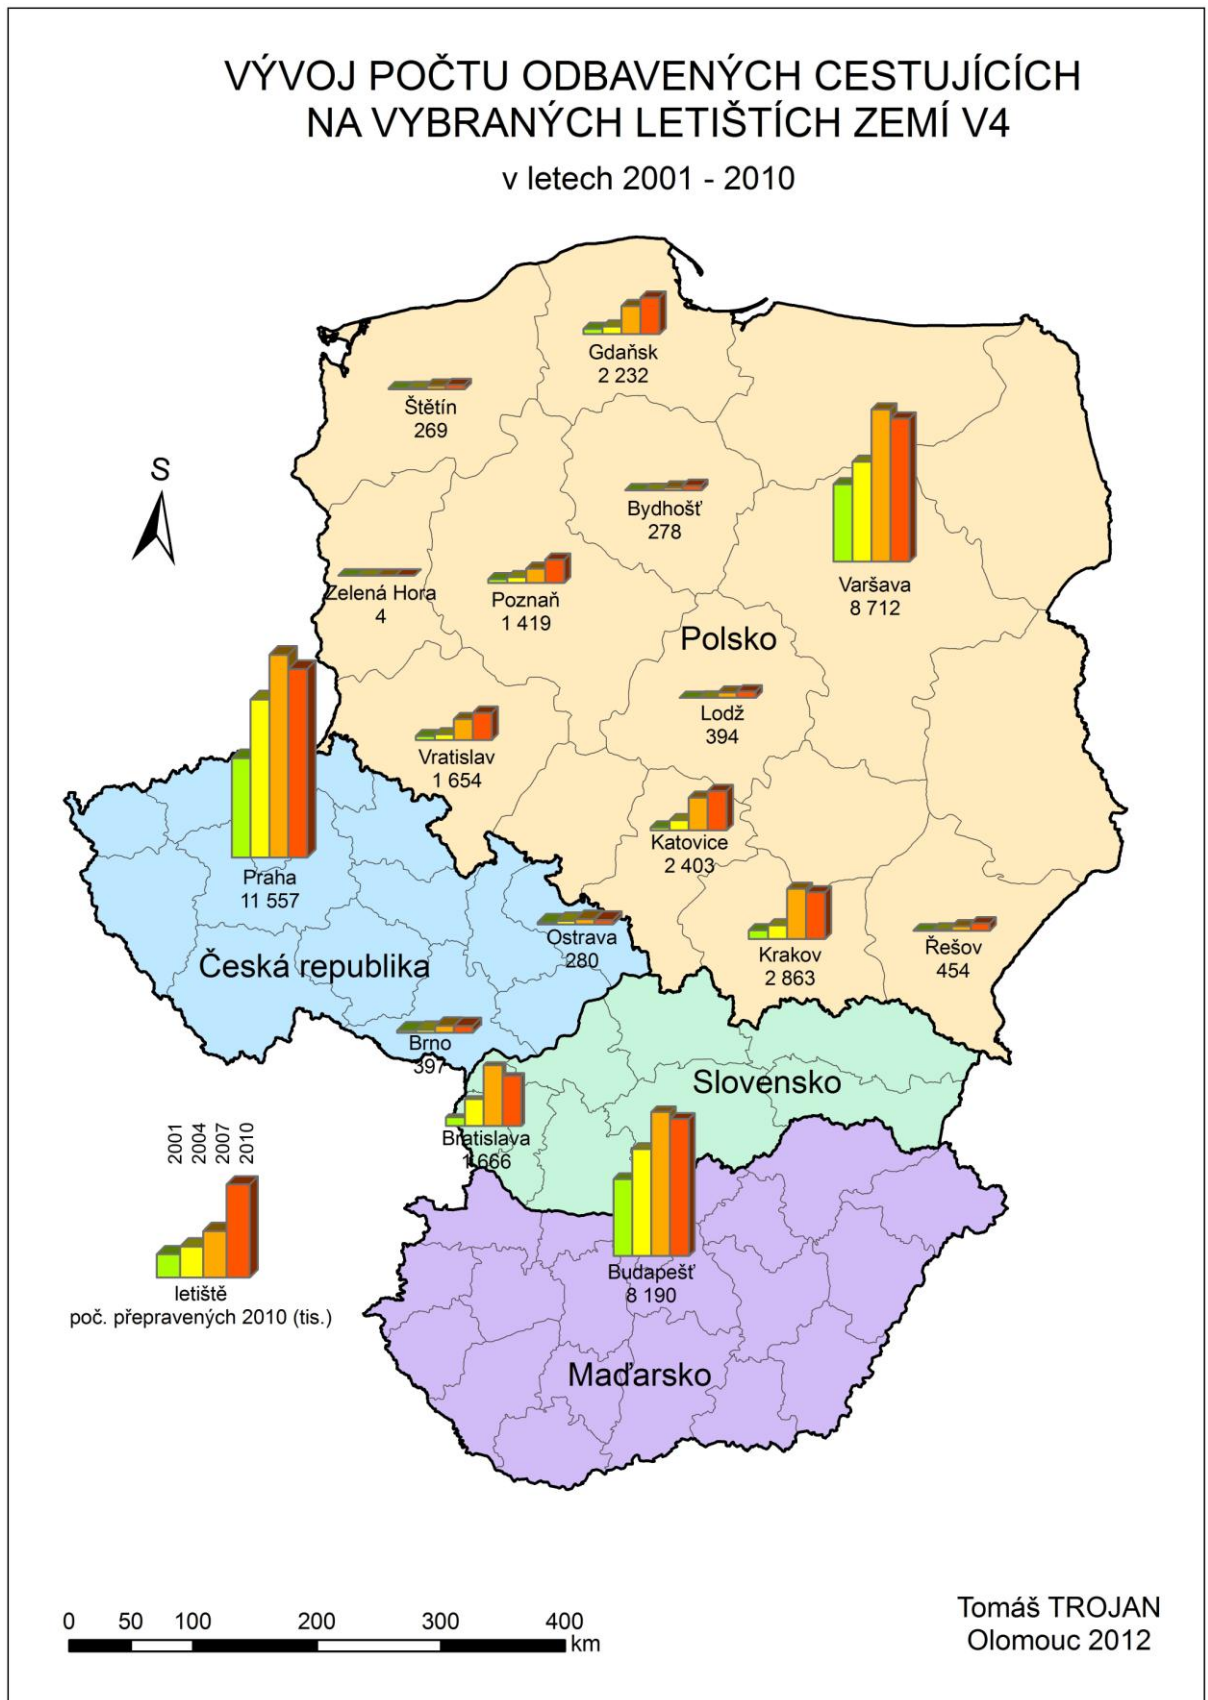 VÝVOJ POČTU ODBAVENÝCH CESTUJÍCÍCH
NA VYBRANÝCH LETIŠTÍCH ZEMÍ V4
v letech 2001 - 2010
Gdaňsk
2 232
Štětín
269
S
Bydhošť
278
Varšava
8 712
Zelená Hora
4
Poznaň
1 419
Polsko
Lodž
394
Vratislav
1 654
Katovice
2 403
Praha
11 557
Ostrava
280
Krakov
2 863
Řešov
454
Česká republika
Brno
397
Slovensko
Bratislava
1 666
2001
2004
2007
2010
Budapešť
8 190
letiště
poč. přepravených 2010 (tis.)
Maďarsko
0 50 100 200 300 400
km
Tomáš TROJAN
Olomouc 2012